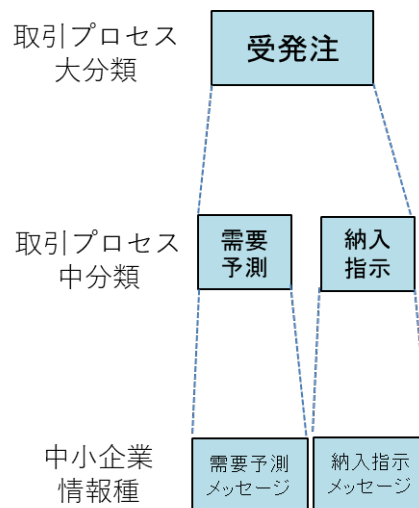 取引プロセス
大分類
受発注
取引プロセス
中分類
需要
予測
納入
指示
中小企業
情報種
需要予測
メッセージ
納入指示
メッセージ